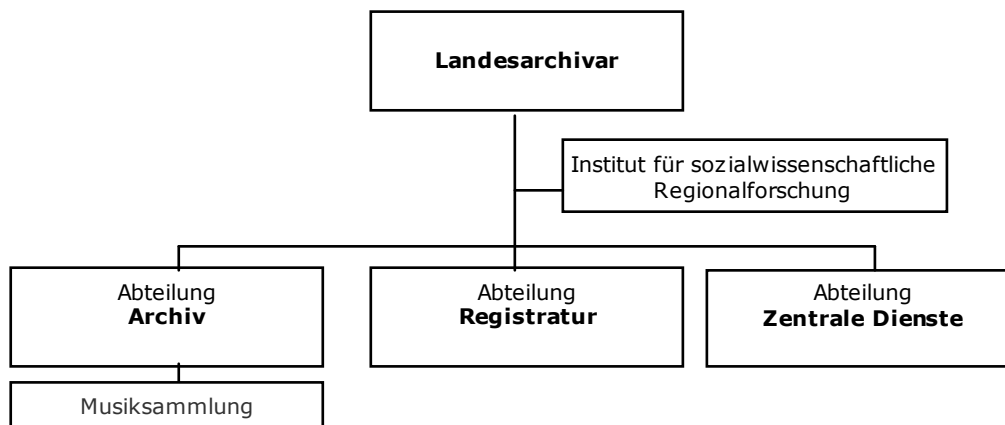 Landesarchivar
Institut für sozialwissenschaftliche
Regionalforschung
Abteilung
Archiv
Abteilung
Registratur
Abteilung
Zentrale Dienste
Musiksammlung